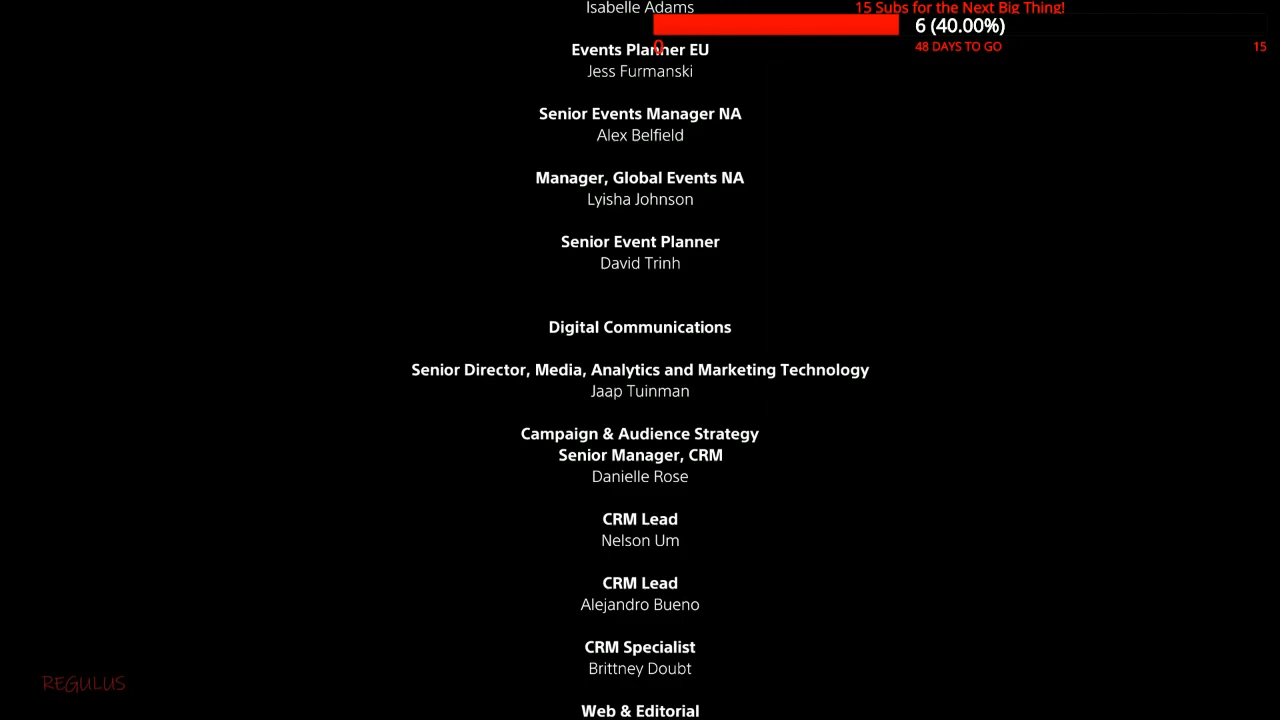 Isabelle Adams
15 Subs for the Next Big Thing!
6 (40.00%)
0
48 DAYS TO GO
15
Events Planner EU
Jess Furmanski
Senior Events Manager NA
Alex Belfield
Manager, Global Events NA
Lyisha Johnson
Senior Event Planner
David Trinh
Digital Communications
Senior Director, Media, Analytics and Marketing Technology
Jaap Tuinman
Campaign & Audience Strategy
Senior Manager, CRM
Danielle Rose
CRM Lead
Nelson Um
CRM Lead
Alejandro Bueno
CRM Specialist
Brittney Doubt
REGULUS
Web & Editorial